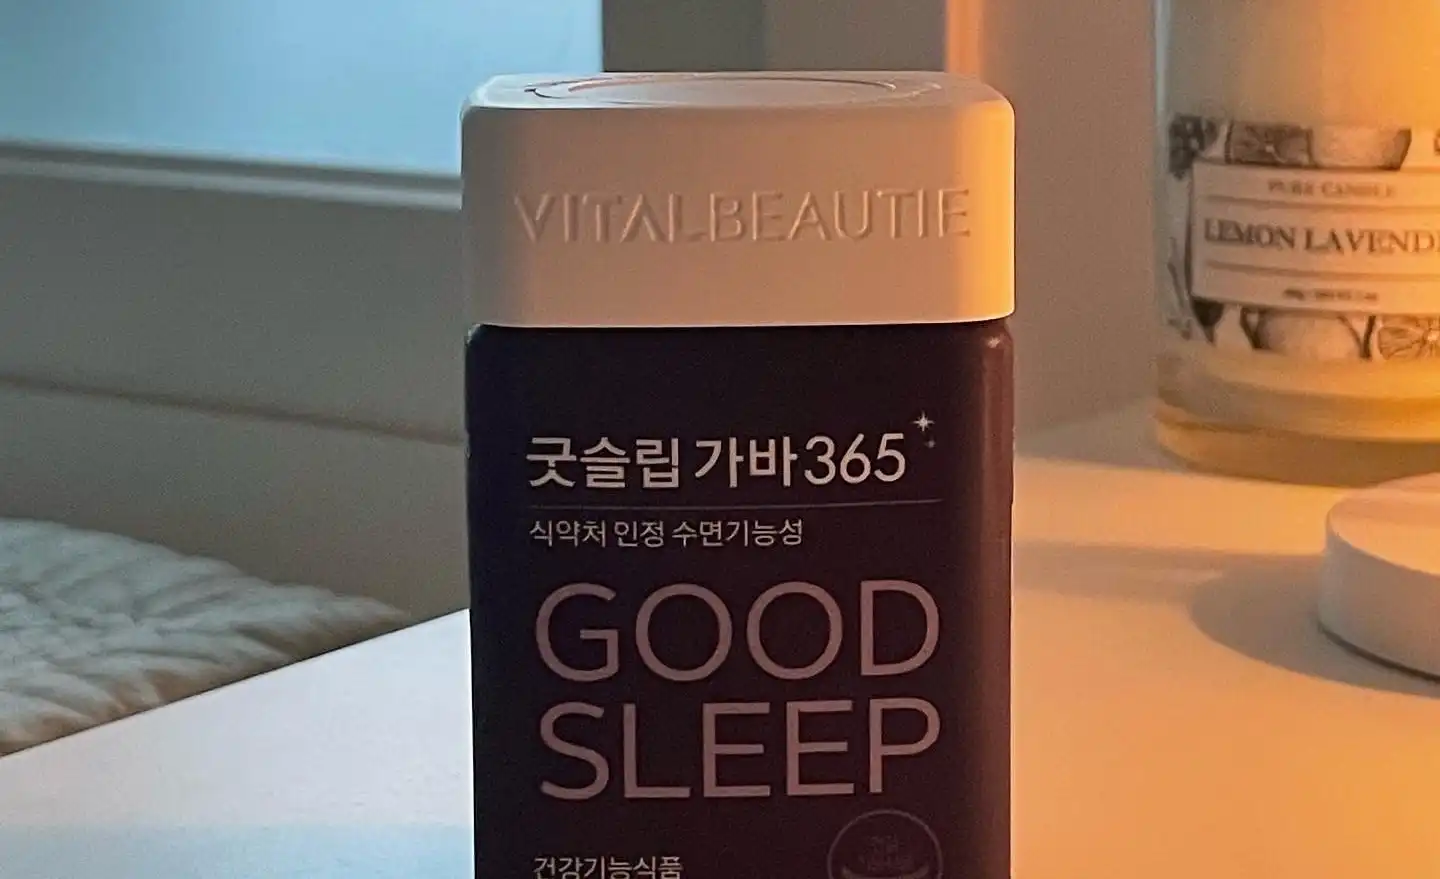 VITALBEAUTIE
PURE CANDLE
LEMON LAVENDE
굿슬립 가바365
식약처 인정 수면기능성
GOOD
SLEEP
건강기능식품